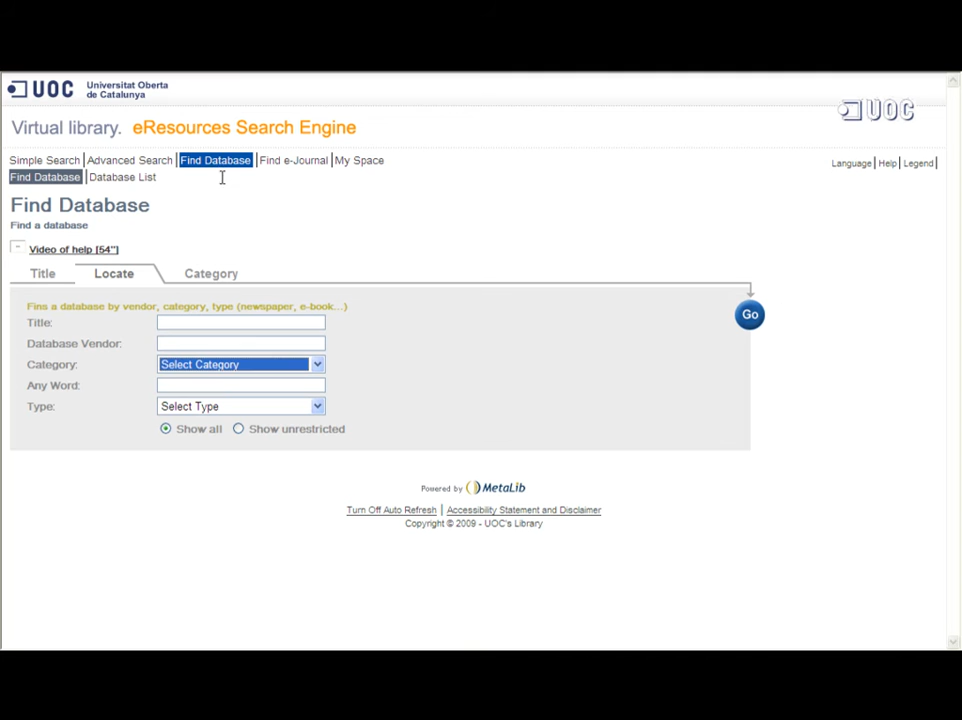 UOC Universitat Oberta
de Catalunya
UOC
Virtual library. eResources Search Engine
Simple Search | Advanced Search | Find Database | Find e-Journal | My Space
Language | Help | Legend |
Find Database | Database List
Find Database
Find a database
Video of help [54"]
Title Locate Category
Fins a database by vendor, category, type (newspaper, e-book...)
Go
Title:
Database Vendor:
Category: Select Category
Any Word:
Type: Select Type
Show all Show unrestricted
Powered by MetaLib
Turn Off Auto Refresh | Accessibility Statement and Disclaimer
Copyright © 2009 - UOC's Library